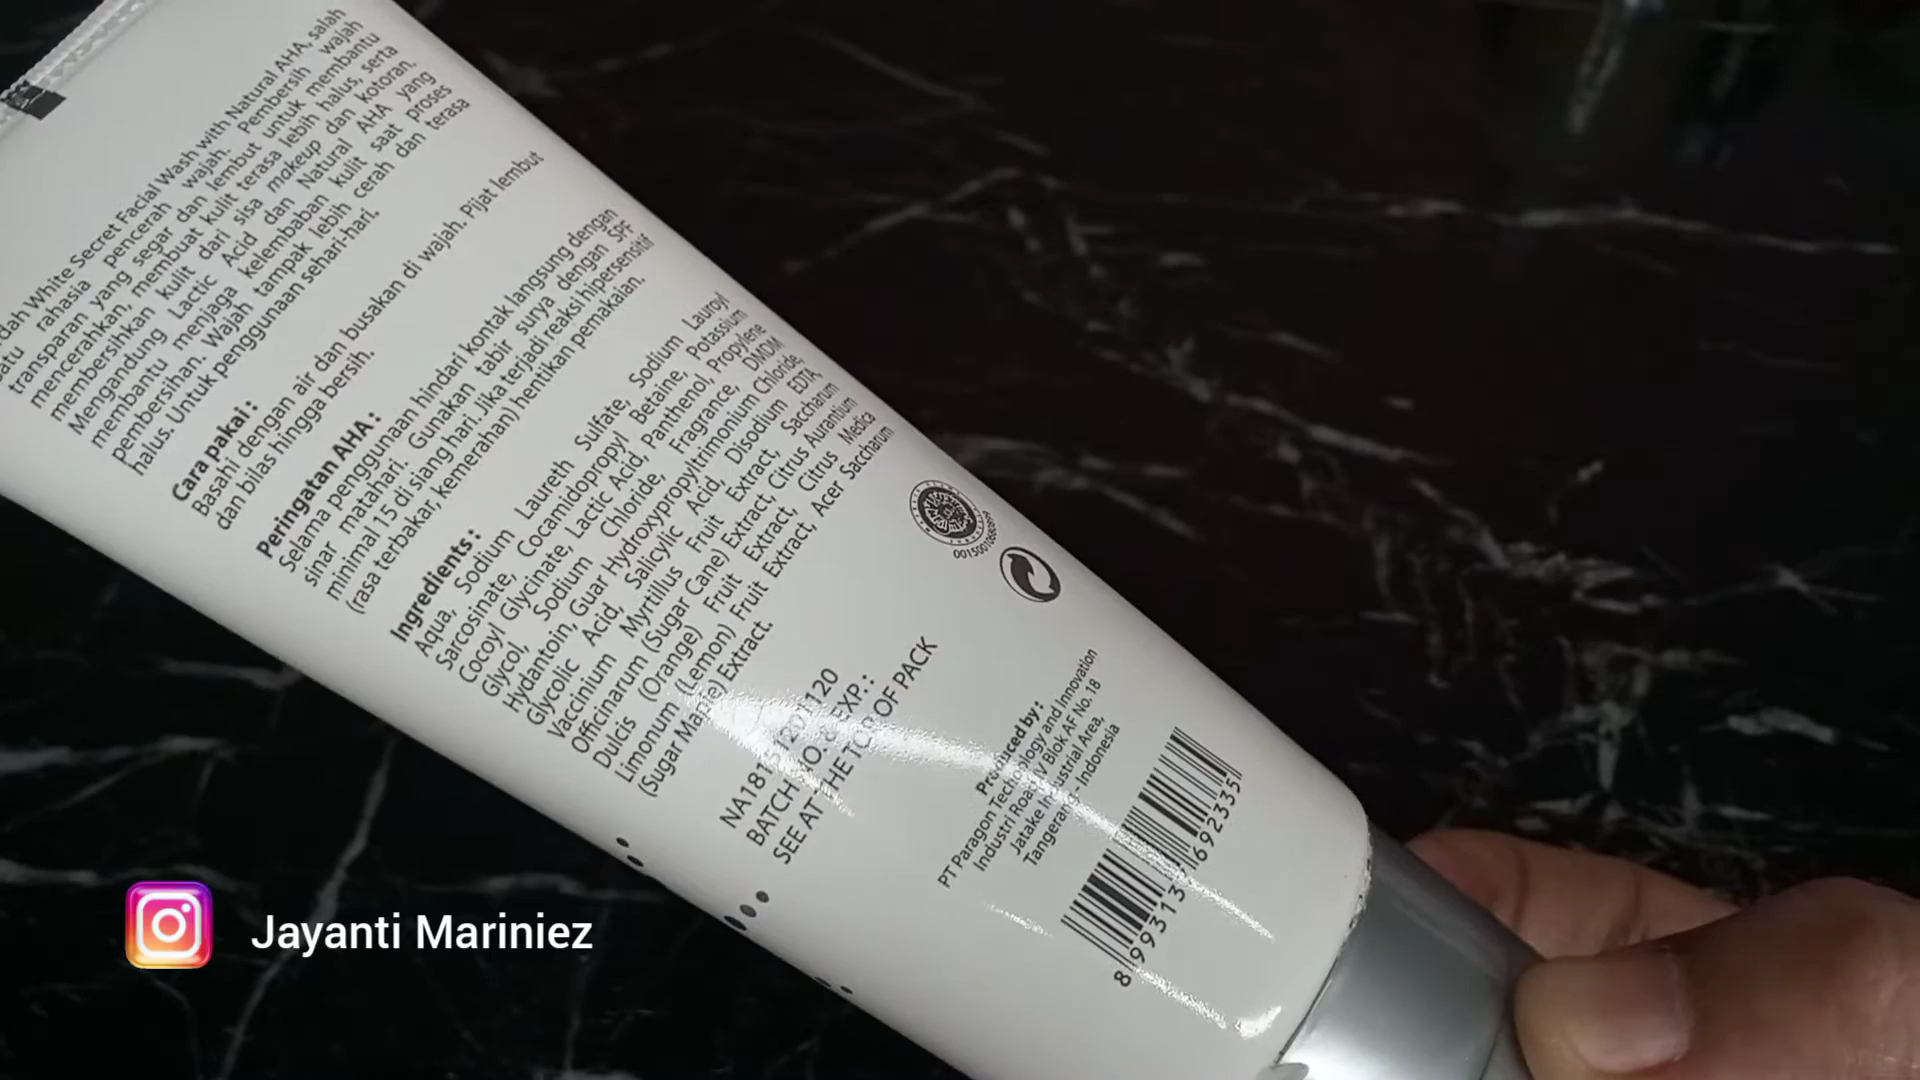 dah White Secret Facial Wash with Natural AHA, salah
satu rahasia pencerah wajah. Pembersih wajah
transparan yang segar dan lembut untuk membantu
mencerahkan, membuat kulit terasa lebih halus, serta
membersihkan kulit dari sisa makeup dan kotoran.
Mengandung Lactic Acid dan Natural AHA yang
membantu menjaga kelembaban kulit saat proses
pembersihan. Wajah tampak lebih cerah dan terasa
halus. Untuk penggunaan sehari-hari.
Cara pakai :
Basahi dengan air dan busakan di wajah. Pijat lembut
dan bilas hingga bersih.
Peringatan AHA :
Selama penggunaan hindari kontak langsung dengan
sinar matahari. Gunakan tabir surya dengan SPF
minimal 15 di siang hari. Jika terjadi reaksi hipersensitif
(rasa terbakar, kemerahan) hentikan pemakaian.
Ingredients :
Aqua, Sodium Laureth Sulfate, Sodium Lauroyl
Sarcosinate, Cocamidopropyl Betaine, Potassium
Cocoyl Glycinate, Lactic Acid, Panthenol, Propylene
Glycol, Sodium Chloride, Fragrance, DMDM
Hydantoin, Guar Hydroxypropyltrimonium Chloride,
Glycolic Acid, Salicylic Acid, Disodium EDTA,
Vaccinium Myrtillus Fruit Extract, Saccharum
Officinarum (Sugar Cane) Extract, Citrus Aurantium
Dulcis (Orange) Fruit Extract, Citrus Medica
Limonum (Lemon) Fruit Extract, Acer Saccharum
(Sugar Maple) Extract.
BATCH NO. & EXP.:
SEE AT THE TOP OF PACK
Produced by :
PT Paragon Technology and Innovation
Industri Road V Blok AF No. 18
Jatake Industrial Area,
Tangerang - Indonesia
8 993137 692335
Jayanti Mariniez